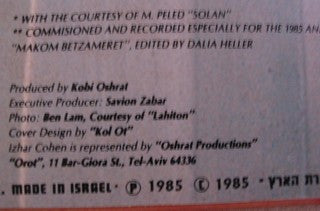 * WITH THE COURTESY OF M. PELED "SOLAN"
** COMMISIONED AND RECORDED ESPECIALLY FOR THE 1985 AN
"MAKOM BETZAMERET", EDITED BY DALIA HELLER
Produced by Kobi Oshrat
Executive Producer: Savion Zabar
Photo: Ben Lam, Courtesy of "Lahiton"
Cover Design by "Kol Ot"
Izhar Cohen is represented by "Oshrat Productions"
"Orot", 11 Bar-Giora St., Tel-Aviv 64336
. MADE IN ISRAEL · Ⓟ 1985 Ⓒ 1985 · תוצרת הארץ